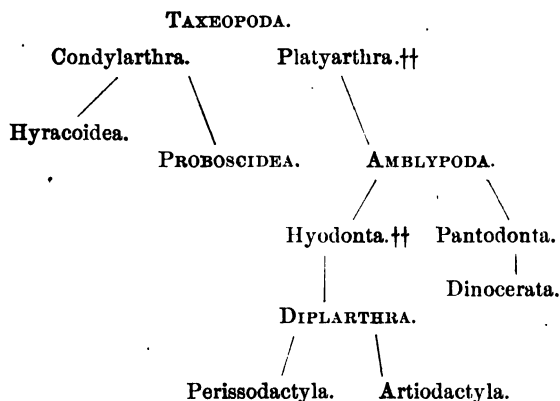 TAXEOPODA.
Condylarthra. Platyarthra.††
Hyracoidea.
PROBOSCIDEA. AMBLYPODA.
Hyodonta.†† Pantodonta.
Dinocerata.
DIPLARTHRA.
Perissodactyla. Artiodactyla.